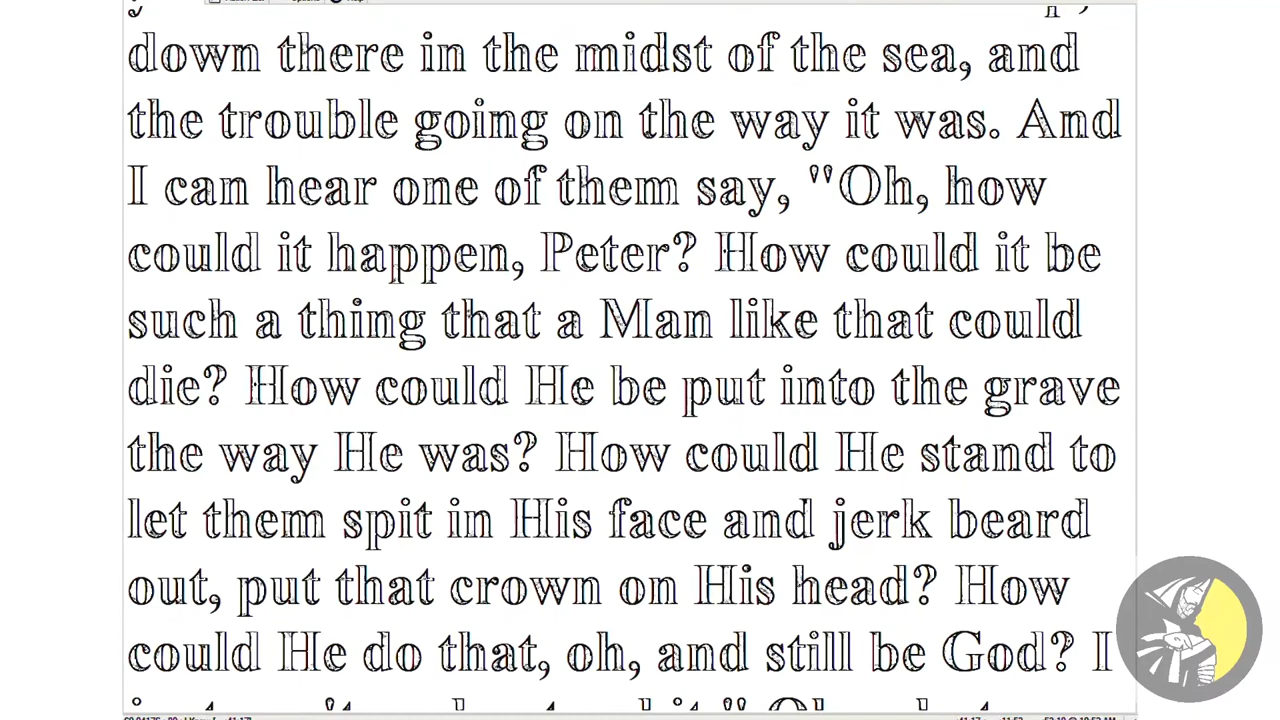 down there in the midst of the sea, and
the trouble going on the way it was. And
I can hear one of them say, "Oh, how
could it happen, Peter? How could it be
such a thing that a Man like that could
die? How could He be put into the grave
the way He was? How could He stand to
let them spit in His face and jerk beard
out, put that crown on His head? How
could He do that, oh, and still be God? I